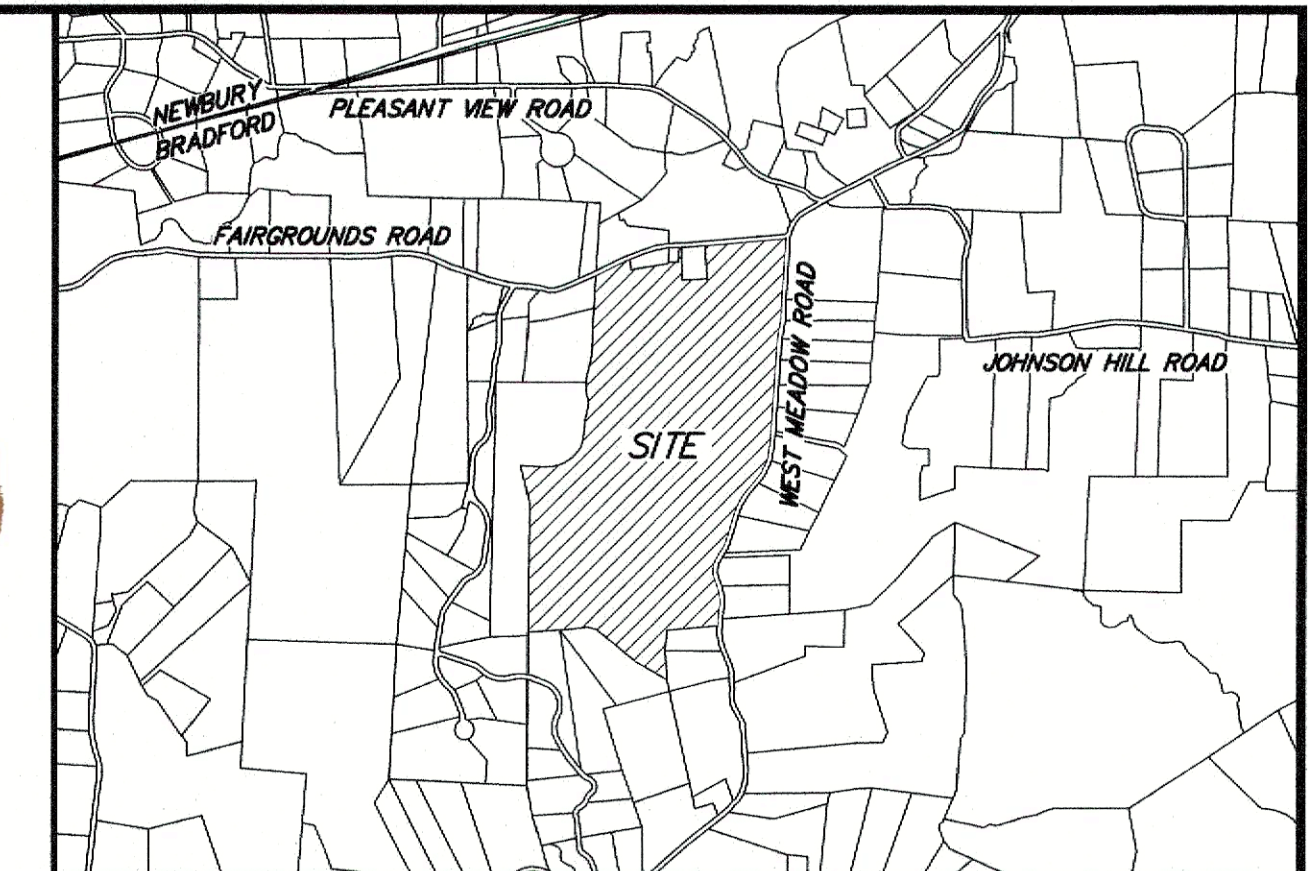 NEWBURY
BRADFORD
PLEASANT VIEW ROAD
FAIRGROUNDS ROAD
WEST MEADOW ROAD
JOHNSON HILL ROAD
SITE